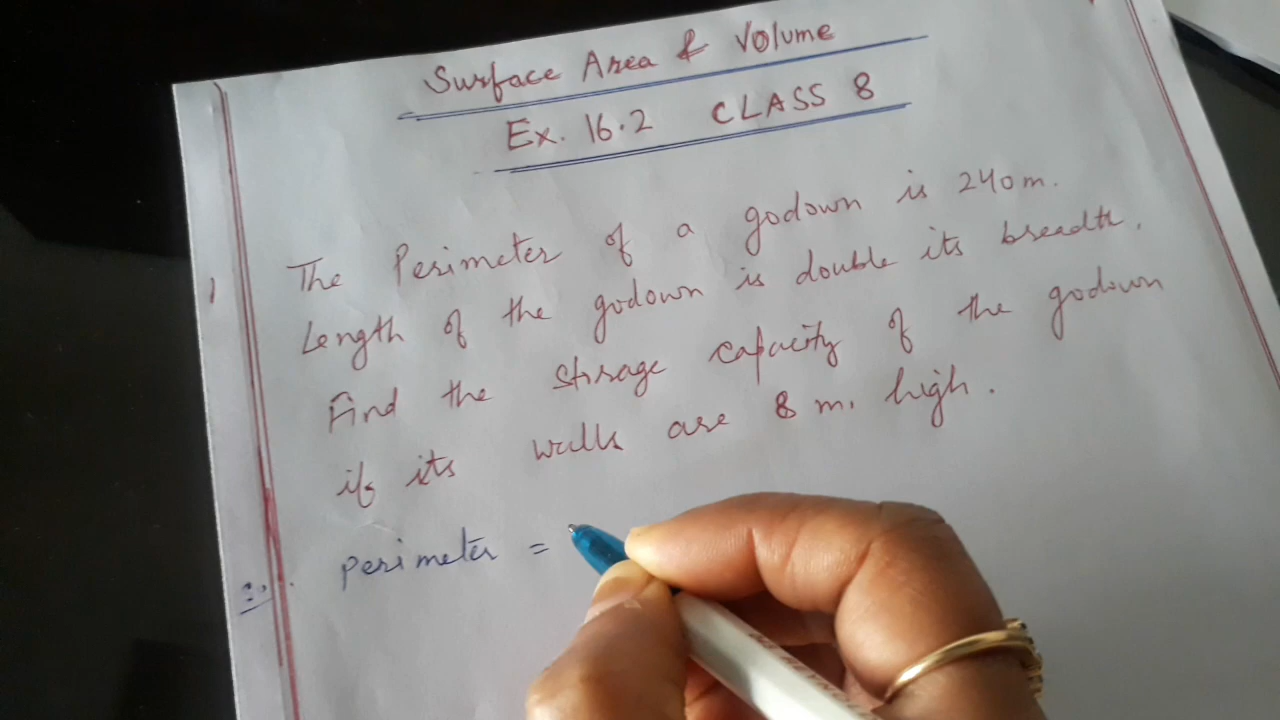 Surface Area & Volume
Ex. 16.2 CLASS 8
1 The Perimeter of a godown is 240m.
Length of the godown is double its breadth.
Find the storage capacity of the godown
if its walls are 8 m. high.
Perimeter =